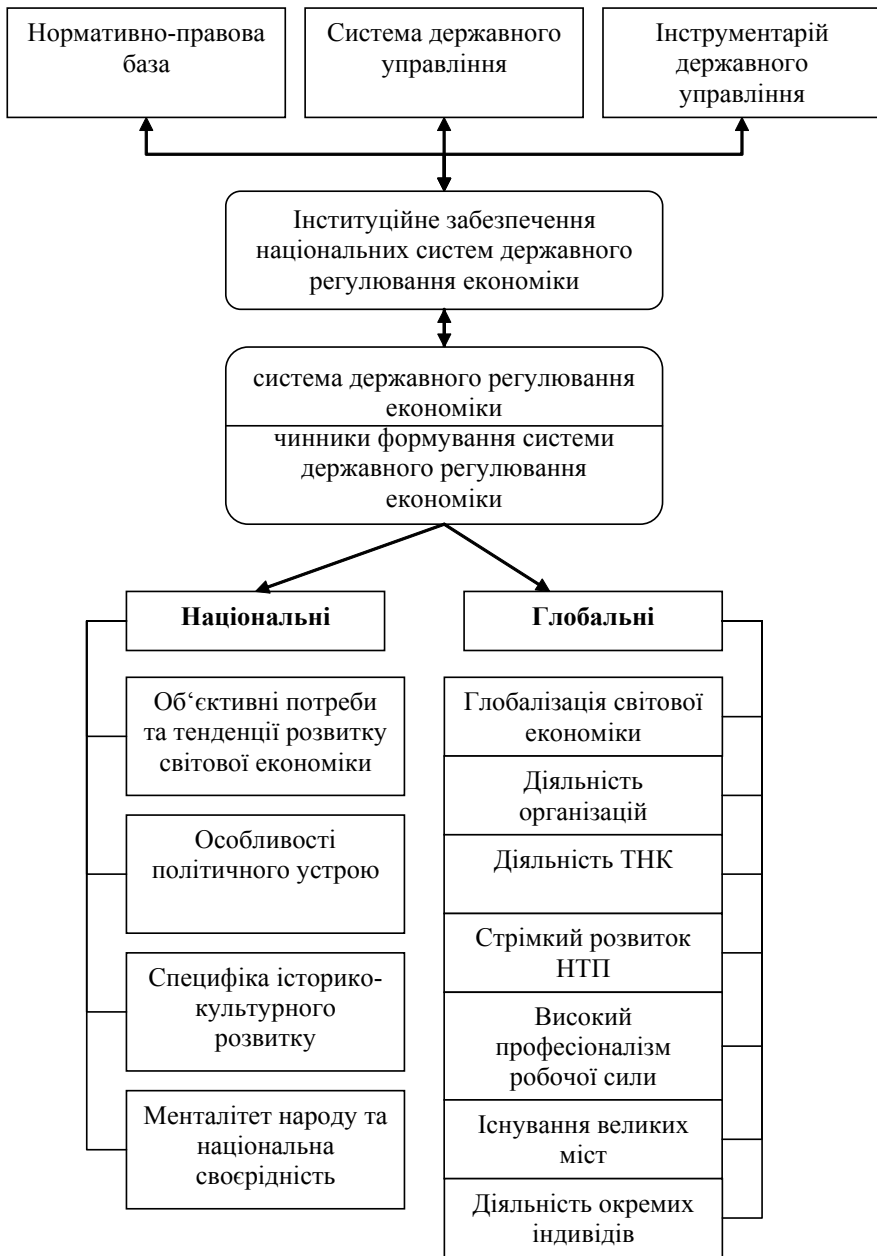 Нормативно-правова
база
Система державного
управління
Інструментарій
державного
управління
Інституційне забезпечення
національних систем державного
регулювання економіки
система державного регулювання
економіки
чинники формування системи
державного регулювання
економіки
Національні
Глобальні
Об‘єктивні потреби
та тенденції розвитку
світової економіки
Особливості
політичного устрою
Специфіка історико-
культурного
розвитку
Менталітет народу та
національна
своєрідність
Глобалізація світової
економіки
Діяльність
організацій
Діяльність ТНК
Стрімкий розвиток
НТП
Високий
професіоналізм
робочої сили
Існування великих
міст
Діяльність окремих
індивідів